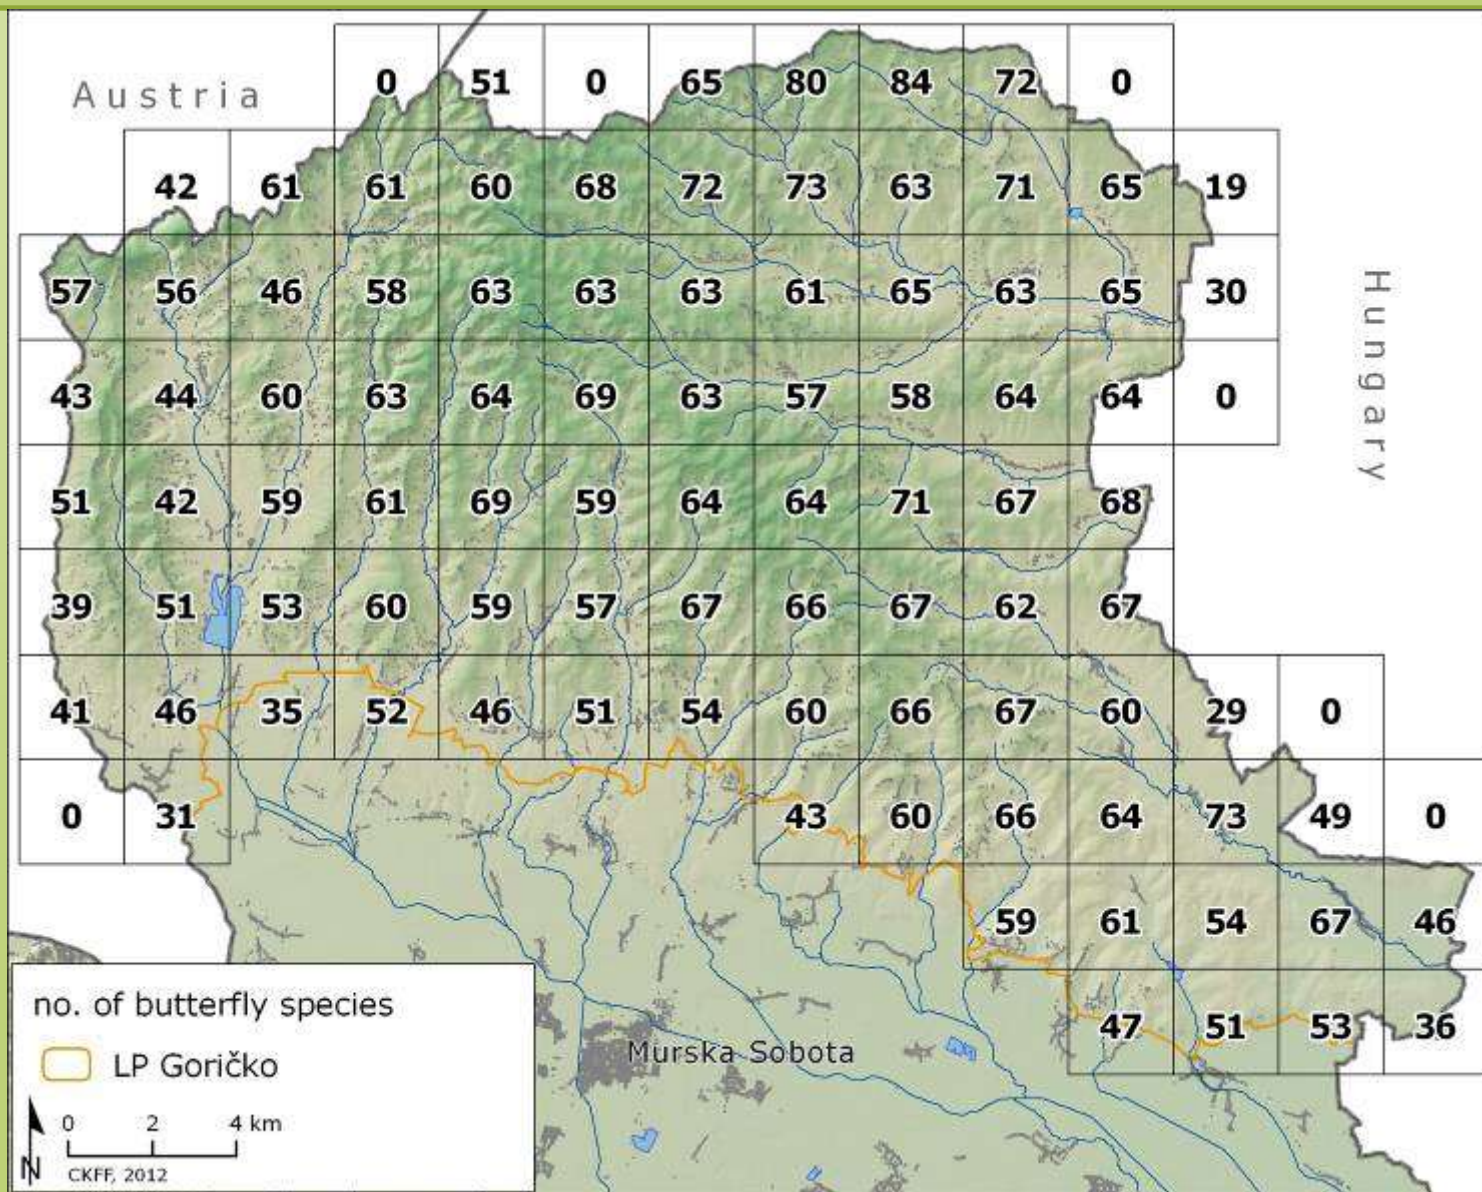 Austria
0 51 0 65 80 84 72 0
42 61 61 60 68 72 73 63 71 65 19
57 56 46 58 63 63 63 61 65 63 65 30
Hungary
43 44 60 63 64 69 63 57 58 64 64 0
51 42 59 61 69 59 64 64 71 67 68
39 51 53 60 59 57 67 66 67 62 67
41 46 35 52 46 51 54 60 66 67 60 29 0
0 31 43 60 66 64 73 49 0
59 61 54 67 46
47 51 53 36
no. of butterfly species
LP Goričko
Murska Sobota
0 2 4 km
N
CKFF, 2012